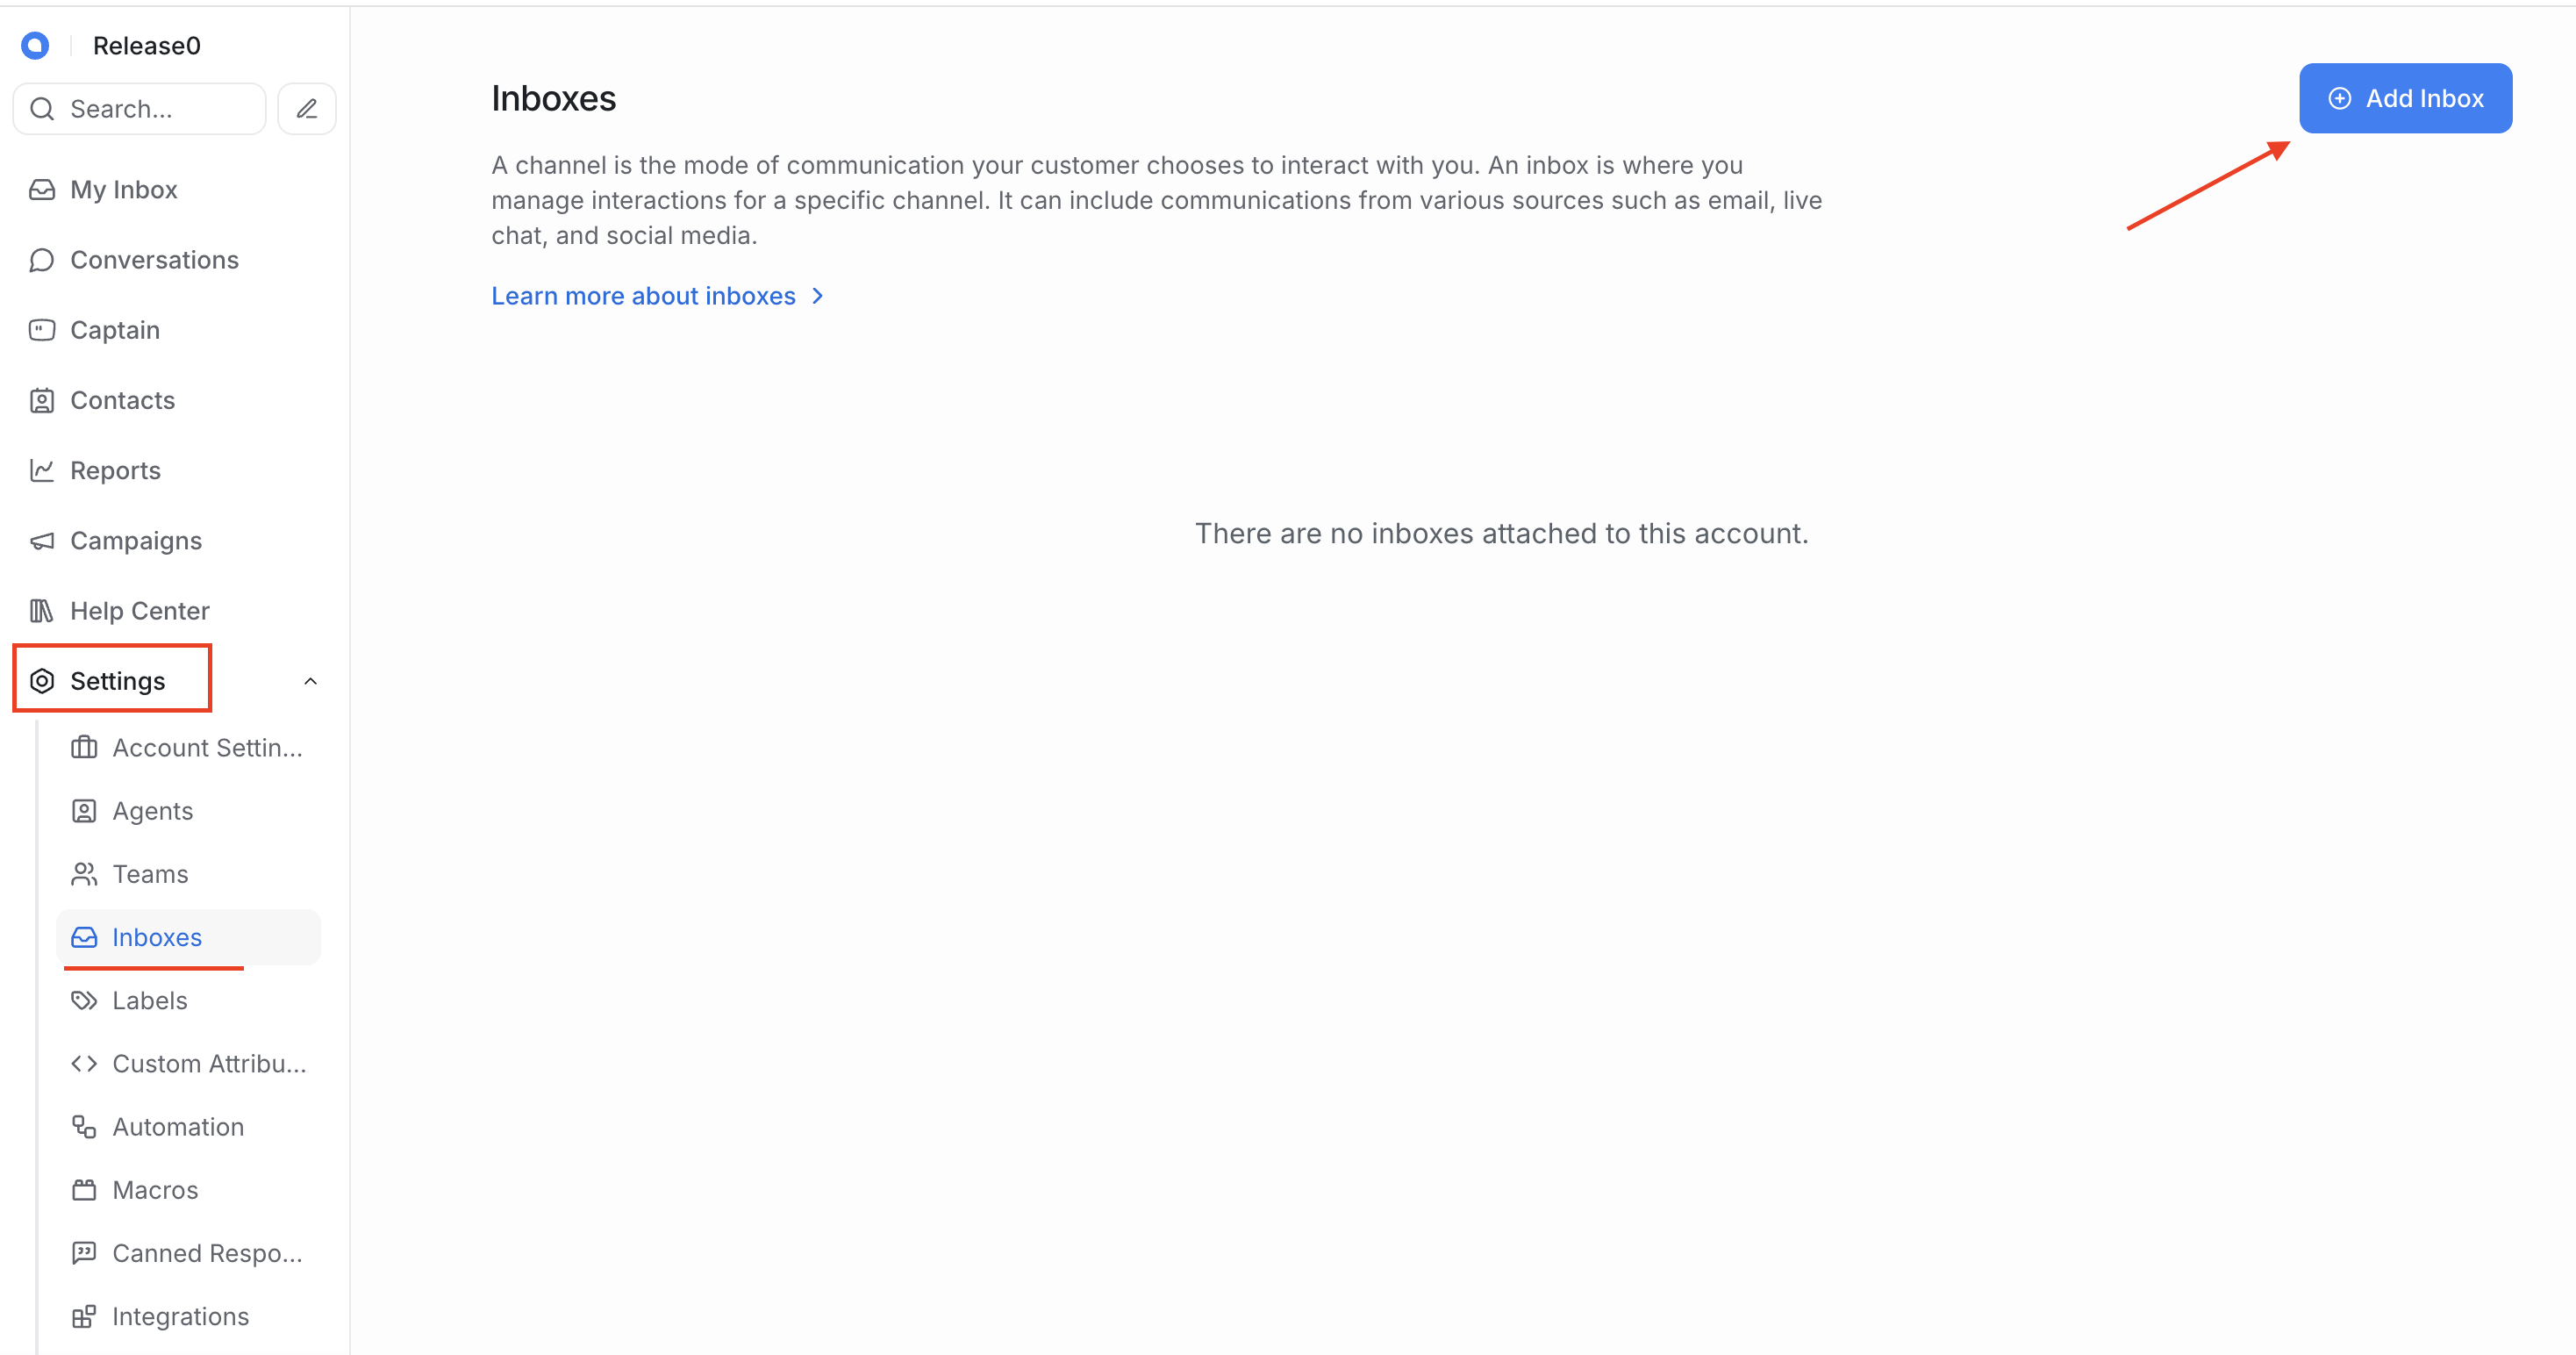 Release0
Search...
My Inbox
Conversations
Captain
Contacts
Reports
Campaigns
Help Center
Settings
Account Settin...
Agents
Teams
Inboxes
Labels
Custom Attribu...
Automation
Macros
Canned Respo...
Integrations
Inboxes
Add Inbox
A channel is the mode of communication your customer chooses to interact with you. An inbox is where you
manage interactions for a specific channel. It can include communications from various sources such as email, live
chat, and social media.
Learn more about inboxes
There are no inboxes attached to this account.